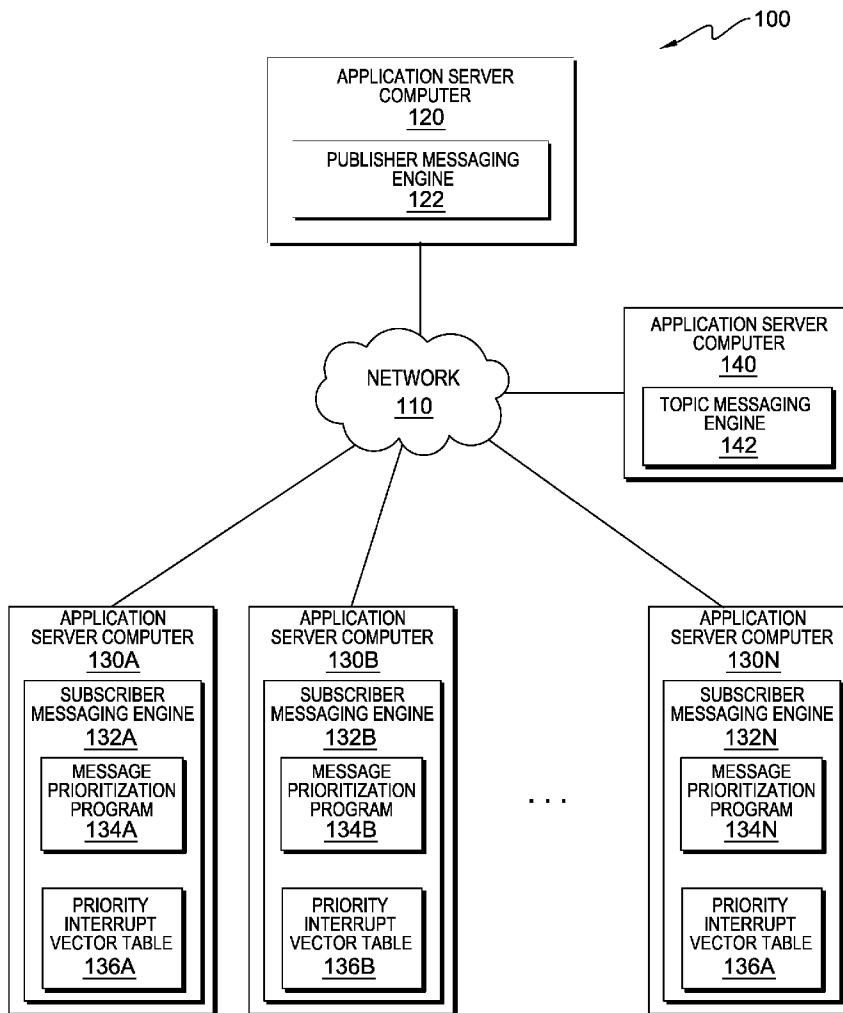 100
APPLICATION SERVER
COMPUTER
120
PUBLISHER MESSAGING
ENGINE
122
NETWORK
110
APPLICATION SERVER
COMPUTER
140
TOPIC MESSAGING
ENGINE
142
APPLICATION
SERVER COMPUTER
130A
SUBSCRIBER
MESSAGING ENGINE
132A
MESSAGE
PRIORITIZATION
PROGRAM
134A
PRIORITY
INTERRUPT
VECTOR TABLE
136A
APPLICATION
SERVER COMPUTER
130B
SUBSCRIBER
MESSAGING ENGINE
132B
MESSAGE
PRIORITIZATION
PROGRAM
134B
PRIORITY
INTERRUPT
VECTOR TABLE
136B
. . .
APPLICATION
SERVER COMPUTER
130N
SUBSCRIBER
MESSAGING ENGINE
132N
MESSAGE
PRIORITIZATION
PROGRAM
134N
PRIORITY
INTERRUPT
VECTOR TABLE
136A